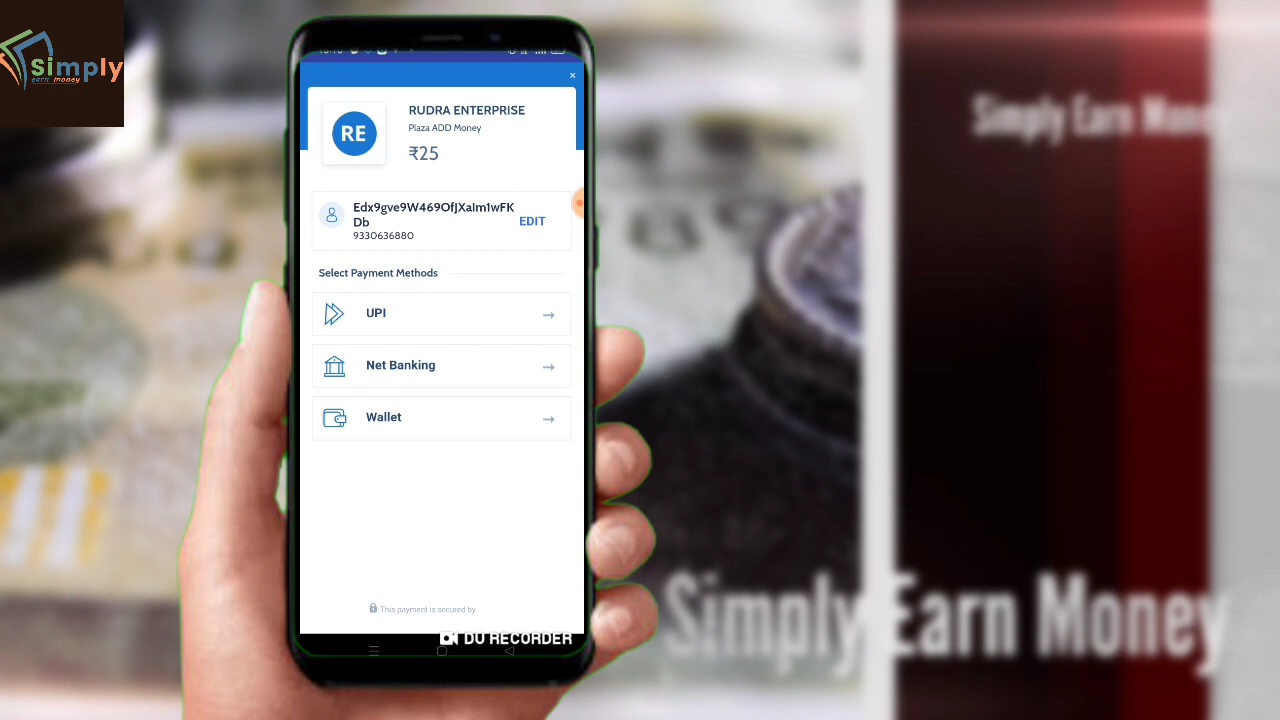 Simply
earn money
Simply Earn Money
×
RE
RUDRA ENTERPRISE
Plaza ADD Money
₹25
Edx9gve9W469OfJXaIm1wFK
Db
9330636880
EDIT
Select Payment Methods
UPI
Net Banking
Wallet
This payment is secured by
DU RECORDER
Simply Earn Money